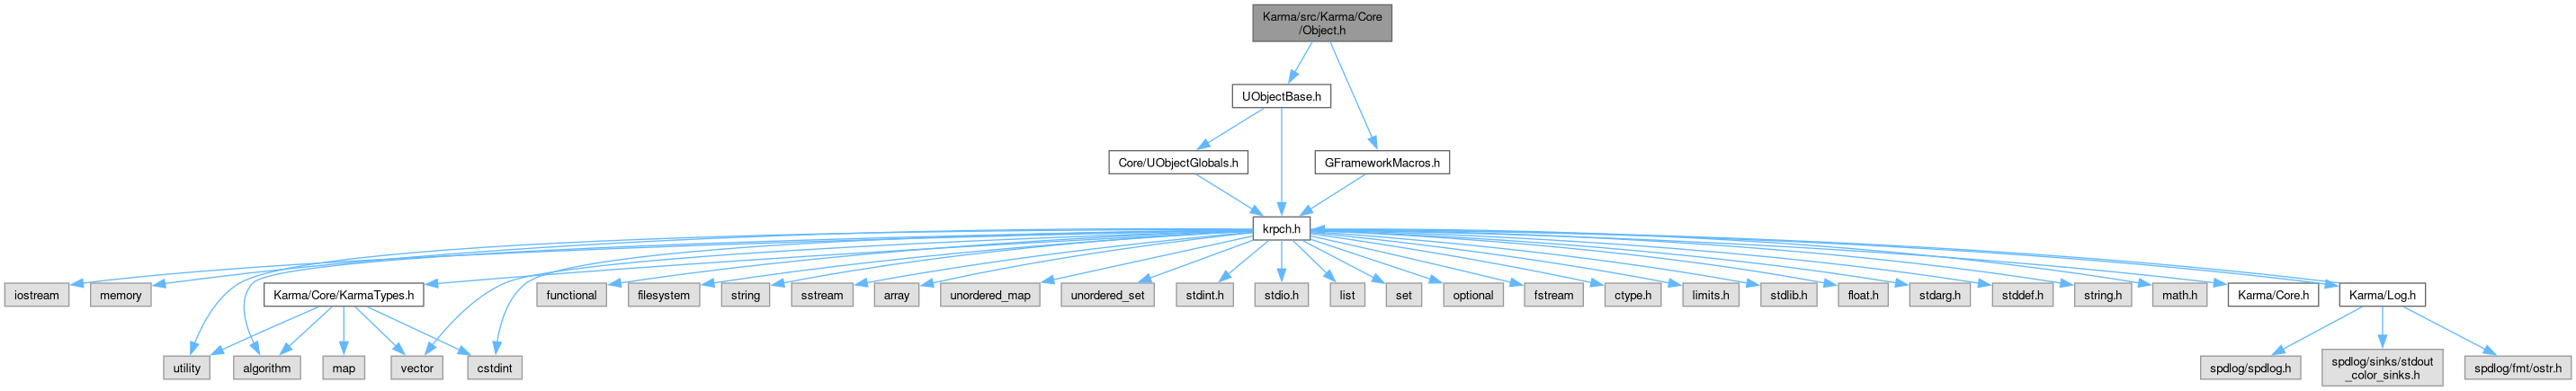 Karma/src/Karma/Core
/Object.h
UObjectBase.h
Core/UObjectGlobals.h
GFrameworkMacros.h
krpch.h
iostream
memory
Karma/Core/KarmaTypes.h
functional
filesystem
string
sstream
array
unordered_map
unordered_set
stdint.h
stdio.h
list
set
optional
fstream
ctype.h
limits.h
stdlib.h
float.h
stdarg.h
stddef.h
string.h
math.h
Karma/Core.h
Karma/Log.h
utility
algorithm
map
vector
cstdint
spdlog/spdlog.h
spdlog/sinks/stdout
_color_sinks.h
spdlog/fmt/ostr.h